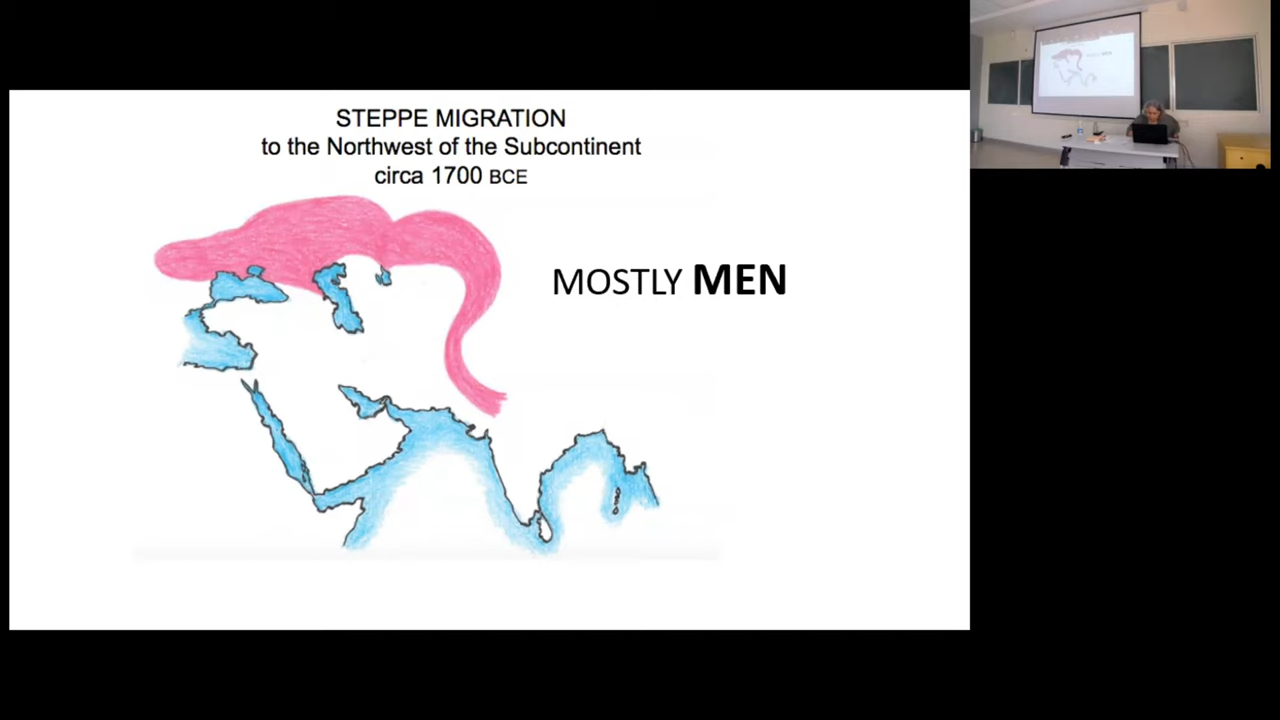 STEPPE MIGRATION
to the Northwest of the Subcontinent
circa 1700 BCE
MOSTLY MEN